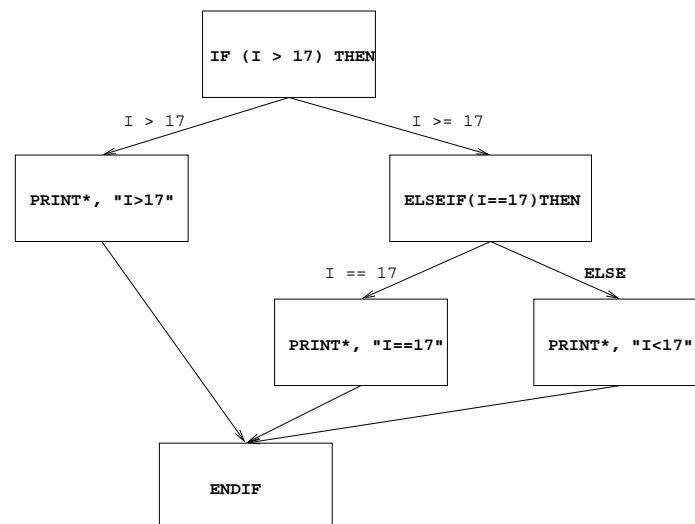 IF (I > 17) THEN
I > 17
I >= 17
PRINT*, "I>17"
ELSEIF(I==17)THEN
I == 17
ELSE
PRINT*, "I==17"
PRINT*, "I<17"
ENDIF